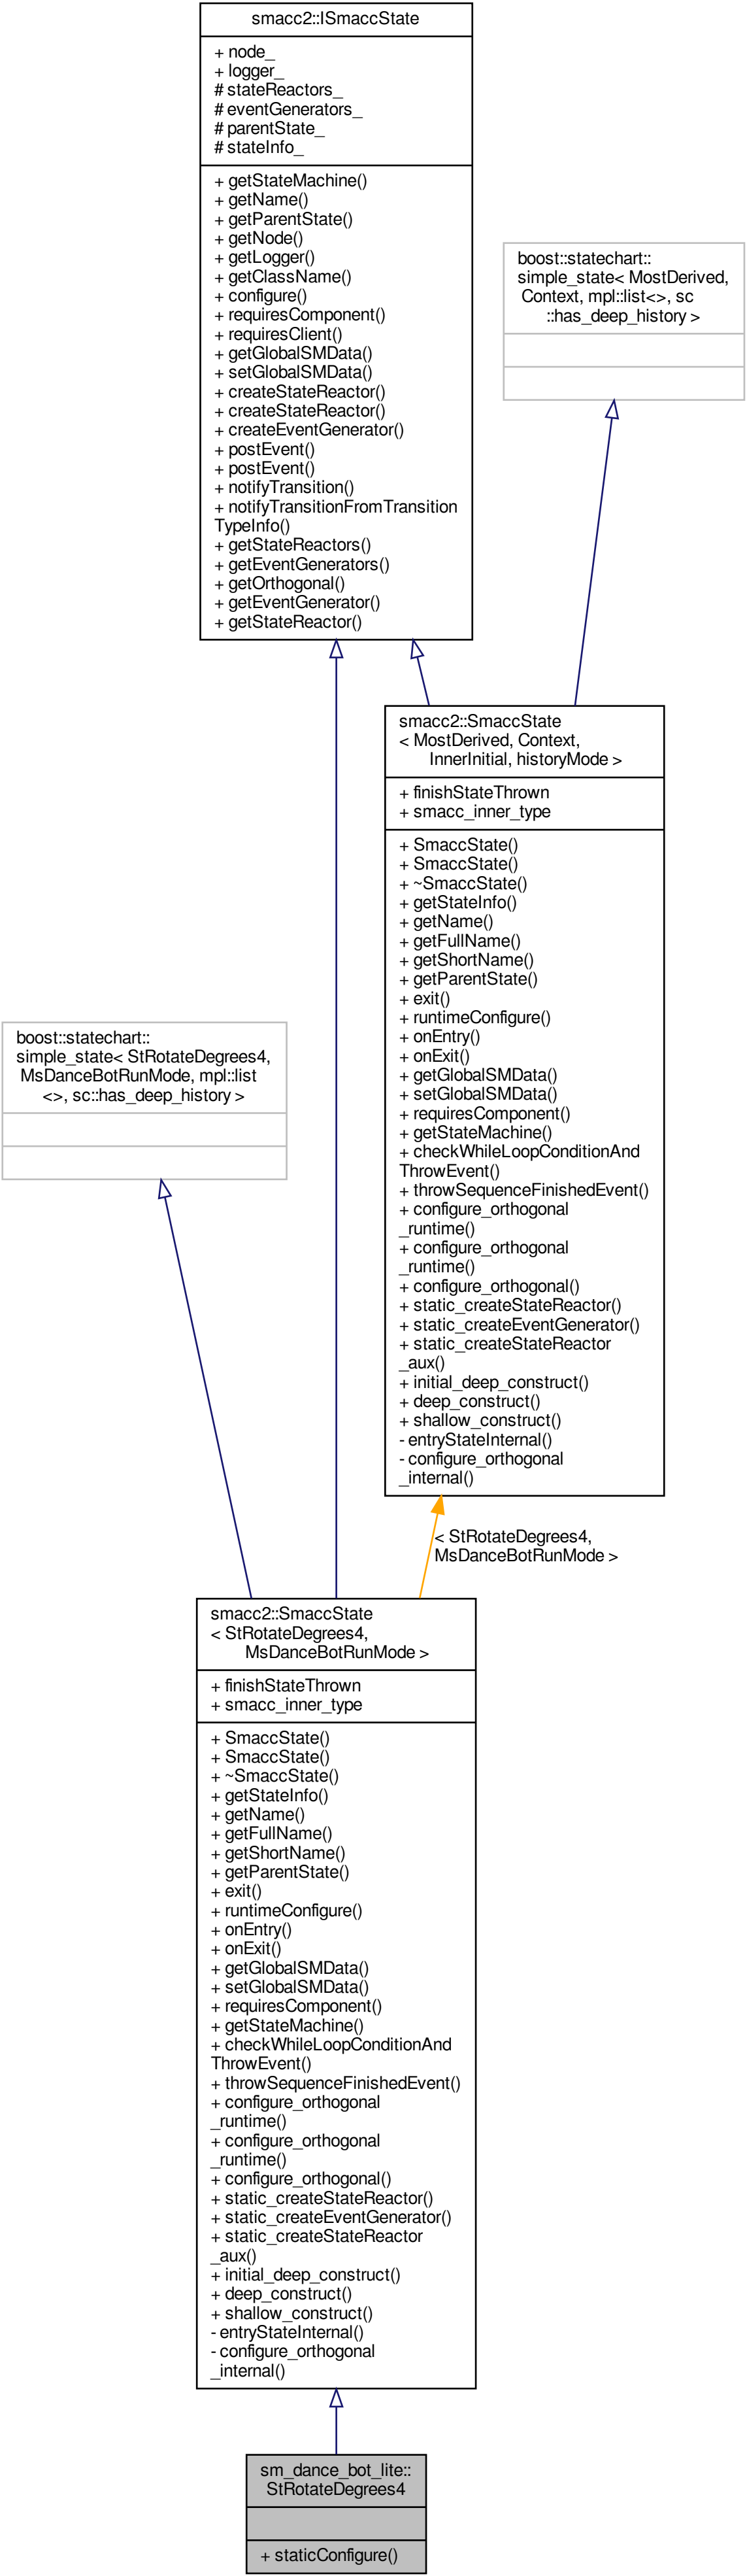 smacc2::ISmaccState
+ node_
+ logger_
# stateReactors_
# eventGenerators_
# parentState_
# stateInfo_
+ getStateMachine()
+ getName()
+ getParentState()
+ getNode()
+ getLogger()
+ getClassName()
+ configure()
+ requiresComponent()
+ requiresClient()
+ getGlobalSMData()
+ setGlobalSMData()
+ createStateReactor()
+ createStateReactor()
+ createEventGenerator()
+ postEvent()
+ postEvent()
+ notifyTransition()
+ notifyTransitionFromTransition
TypeInfo()
+ getStateReactors()
+ getEventGenerators()
+ getOrthogonal()
+ getEventGenerator()
+ getStateReactor()
boost::statechart::
simple_state< MostDerived,
Context, mpl::list<>, sc
::has_deep_history >
smacc2::SmaccState
< MostDerived, Context,
InnerInitial, historyMode >
+ finishStateThrown
+ smacc_inner_type
+ SmaccState()
+ SmaccState()
+ ~SmaccState()
+ getStateInfo()
+ getName()
+ getFullName()
+ getShortName()
+ getParentState()
+ exit()
+ runtimeConfigure()
+ onEntry()
+ onExit()
+ getGlobalSMData()
+ setGlobalSMData()
+ requiresComponent()
+ getStateMachine()
+ checkWhileLoopConditionAnd
ThrowEvent()
+ throwSequenceFinishedEvent()
+ configure_orthogonal
_runtime()
+ configure_orthogonal
_runtime()
+ configure_orthogonal()
+ static_createStateReactor()
+ static_createEventGenerator()
+ static_createStateReactor
_aux()
+ initial_deep_construct()
+ deep_construct()
+ shallow_construct()
- entryStateInternal()
- configure_orthogonal
_internal()
boost::statechart::
simple_state< StRotateDegrees4,
MsDanceBotRunMode, mpl::list
<>, sc::has_deep_history >
< StRotateDegrees4,
MsDanceBotRunMode >
smacc2::SmaccState
< StRotateDegrees4,
MsDanceBotRunMode >
+ finishStateThrown
+ smacc_inner_type
+ SmaccState()
+ SmaccState()
+ ~SmaccState()
+ getStateInfo()
+ getName()
+ getFullName()
+ getShortName()
+ getParentState()
+ exit()
+ runtimeConfigure()
+ onEntry()
+ onExit()
+ getGlobalSMData()
+ setGlobalSMData()
+ requiresComponent()
+ getStateMachine()
+ checkWhileLoopConditionAnd
ThrowEvent()
+ throwSequenceFinishedEvent()
+ configure_orthogonal
_runtime()
+ configure_orthogonal
_runtime()
+ configure_orthogonal()
+ static_createStateReactor()
+ static_createEventGenerator()
+ static_createStateReactor
_aux()
+ initial_deep_construct()
+ deep_construct()
+ shallow_construct()
- entryStateInternal()
- configure_orthogonal
_internal()
sm_dance_bot_lite::
StRotateDegrees4
+ staticConfigure()